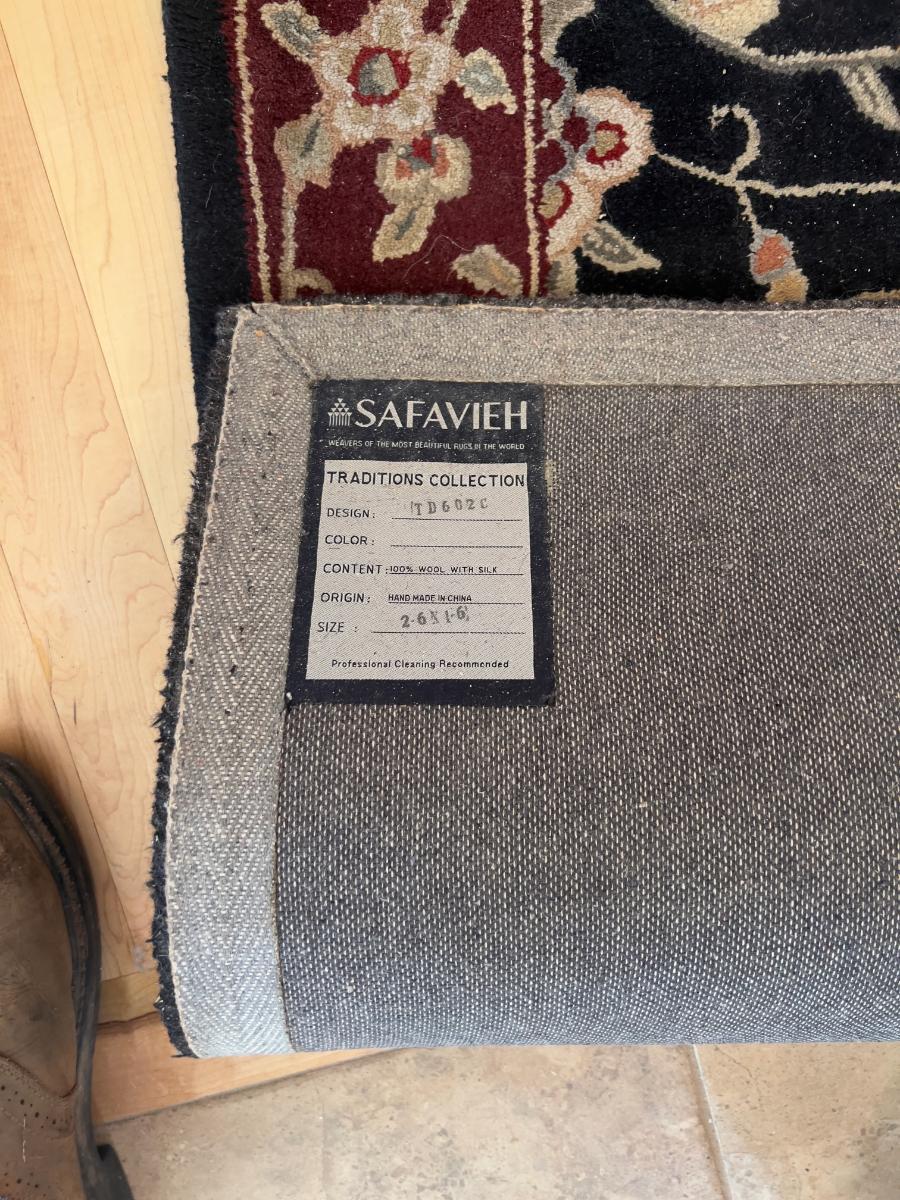 SAFAVIEH
WEAVERS OF THE MOST BEAUTIFUL RUGS IN THE WORLD
TRADITIONS COLLECTION
DESIGN: TD602C
COLOR:
CONTENT: 100% WOOL WITH SILK
ORIGIN: HAND MADE IN CHINA
SIZE: 2-6X1-6
Professional Cleaning Recommended